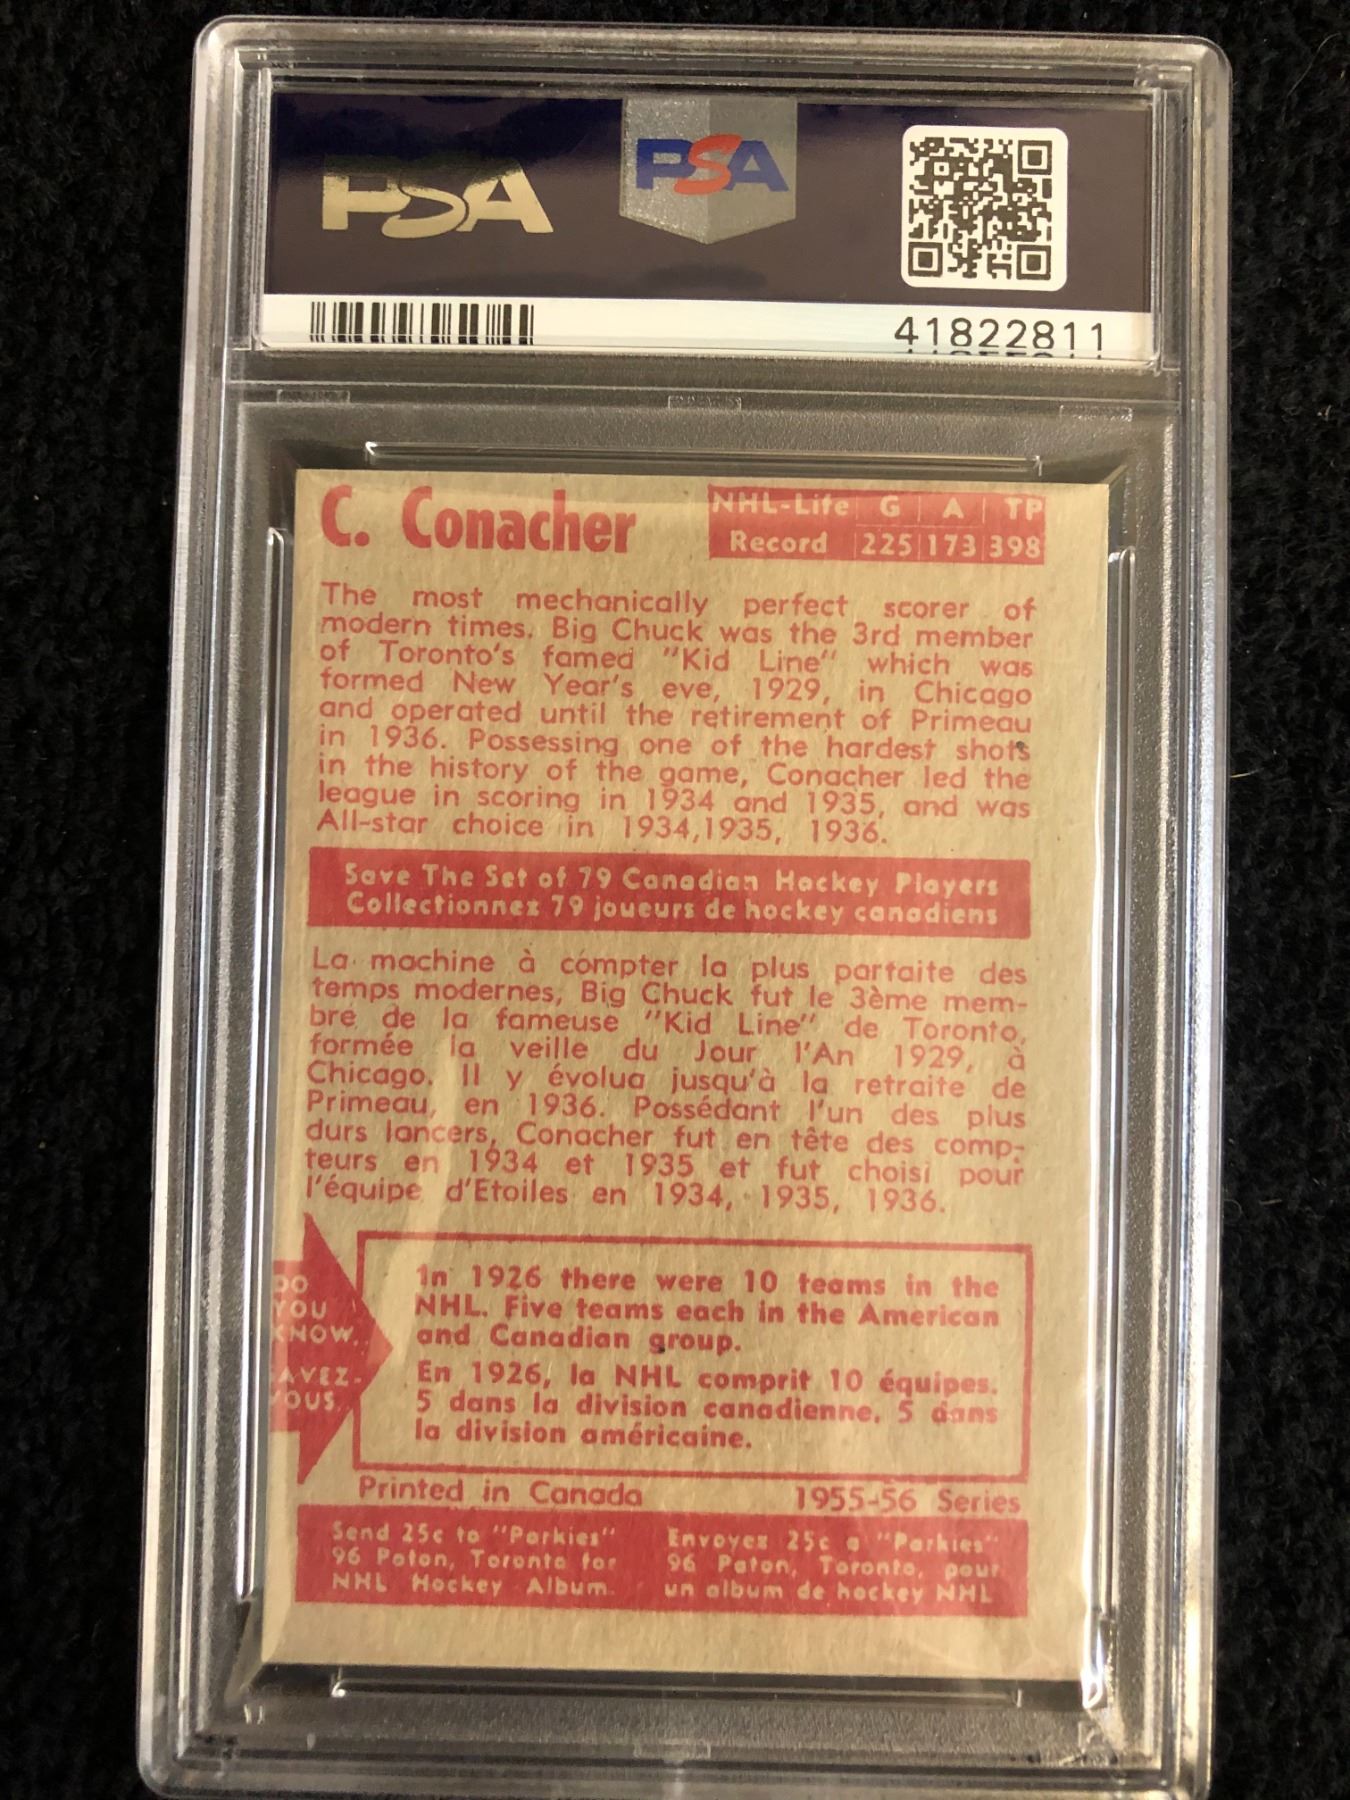 PSA
PSA
41822811
C. Conacher
NHL-Life G A TP
Record 225 173 398
The most mechanically perfect scorer of
modern times. Big Chuck was the 3rd member
of Toronto's famed "Kid Line" which was
formed New Year's eve, 1929, in Chicago
and operated until the retirement of Primeau
in 1936. Possessing one of the hardest shots
in the history of the game, Conacher led the
league in scoring in 1934 and 1935, and was
All-star choice in 1934,1935, 1936.
Save The Set of 79 Canadian Hockey Players
Collectionnez 79 joueurs de hockey canadiens
La machine à compter la plus parfaite des
temps modernes, Big Chuck fut le 3ème mem-
bre de la fameuse "Kid Line" de Toronto,
formée la veille du Jour l'An 1929, à
Chicago. Il y évolua jusqu'à la retraite de
Primeau, en 1936. Possédant l'un des plus
durs lancers, Conacher fut en tête des comp-
teurs en 1934 et 1935 et fut choisi pour
l'équipe d'Etoiles en 1934, 1935, 1936.
DO
YOU
KNOW..
AVEZ-
VOUS.
In 1926 there were 10 teams in the
NHL. Five teams each in the American
and Canadian group.
En 1926, la NHL comprit 10 équipes.
5 dans la division canadienne, 5 dans
la division américaine.
Printed in Canada 1955-56 Series
Send 25c to "Parkies"
96 Paton, Toronto for
NHL Hockey Album.
Envoyez 25c a "Parkies"
96 Paton, Toronto, pour
un album de hockey NHL